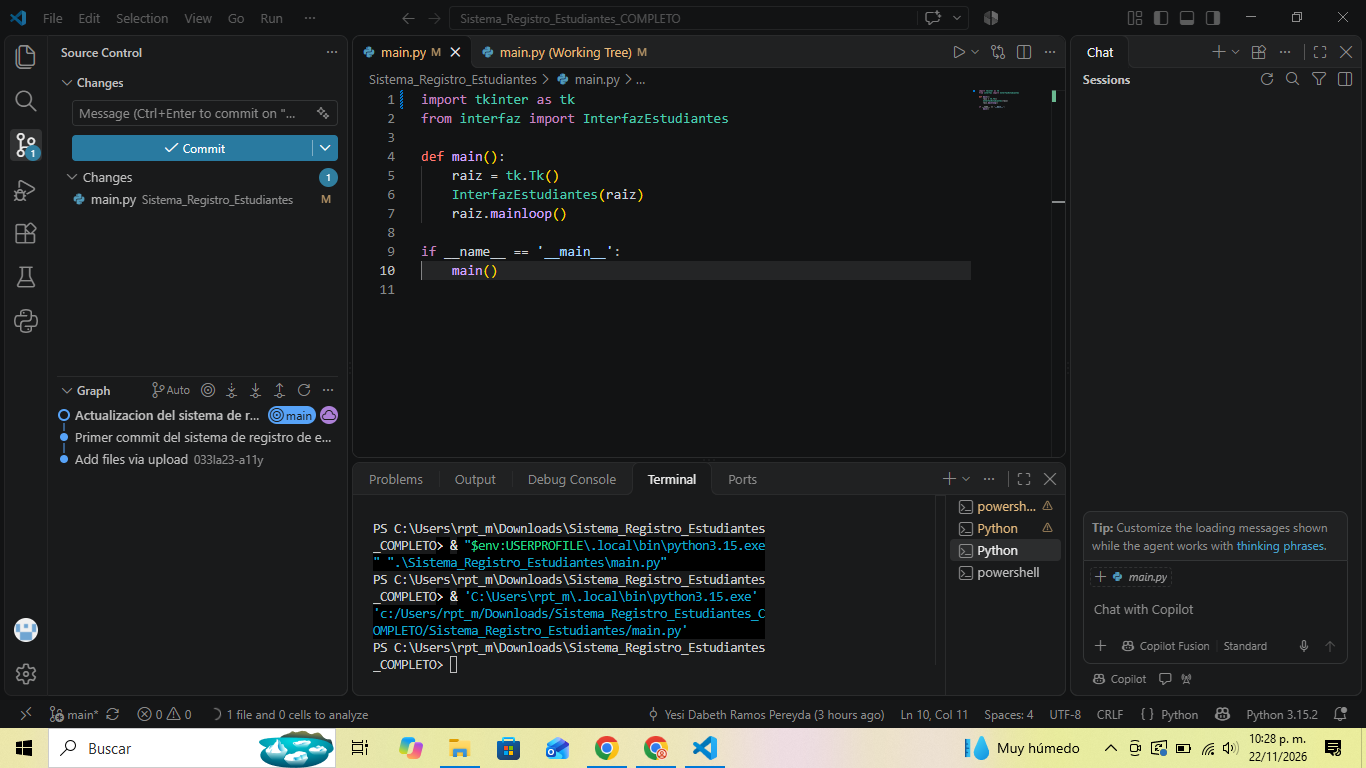 File Edit Selection View Go Run ···
Sistema_Registro_Estudiantes_COMPLETO
Source Control ···
Changes
Message (Ctrl+Enter to commit on "...
Commit
Changes 1
main.py Sistema_Registro_Estudiantes M
1
Graph Auto ···
Actualizacion del sistema de r... main
Primer commit del sistema de registro de e...
Add files via upload 033la23-a11y
main.py M
main.py (Working Tree) M
Sistema_Registro_Estudiantes > main.py > ...
1 import tkinter as tk
2 from interfaz import InterfazEstudiantes
3
4 def main():
5 raiz = tk.Tk()
6 InterfazEstudiantes(raiz)
7 raiz.mainloop()
8
9 if __name__ == '__main__':
10 main()
11
Problems Output Debug Console Terminal Ports
PS C:\Users\rpt_m\Downloads\Sistema_Registro_Estudiantes
_COMPLETO> & "$env:USERPROFILE\.local\bin\python3.15.exe
" ".\Sistema_Registro_Estudiantes\main.py"
PS C:\Users\rpt_m\Downloads\Sistema_Registro_Estudiantes
_COMPLETO> & 'C:\Users\rpt_m\.local\bin\python3.15.exe'
'c:/Users/rpt_m/Downloads/Sistema_Registro_Estudiantes_C
OMPLETO/Sistema_Registro_Estudiantes/main.py'
PS C:\Users\rpt_m\Downloads\Sistema_Registro_Estudiantes
_COMPLETO>
powersh...
Python
Python
powershell
Chat
Sessions
Tip: Customize the loading messages shown
while the agent works with thinking phrases.
main.py
Chat with Copilot
Copilot Fusion Standard
Copilot
main* 0 0 1 file and 0 cells to analyze Yesi Dabeth Ramos Pereyda (3 hours ago) Ln 10, Col 11 Spaces: 4 UTF-8 CRLF { } Python Python 3.15.2
Buscar
Muy húmedo
10:28 p. m.
22/11/2026